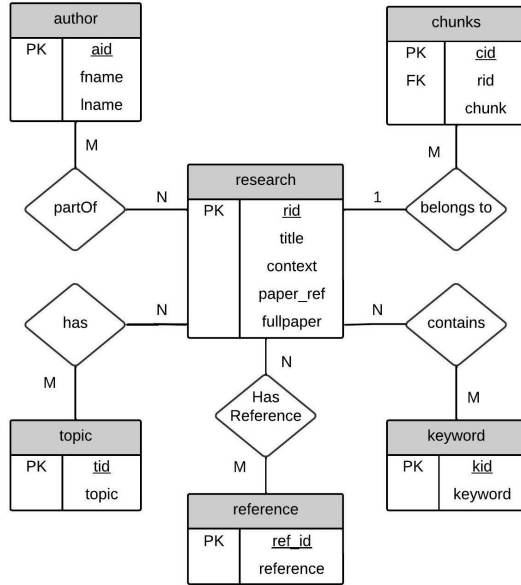 author
PK aid
fname
lname
chunks
PK cid
FK rid
chunk
M
M
partOf
N
research
PK rid
title
context
paper_ref
fullpaper
1
belongs to
has
N
N
contains
M
N
Has
Reference
M
M
topic
PK tid
topic
keyword
PK kid
keyword
reference
PK ref_id
reference